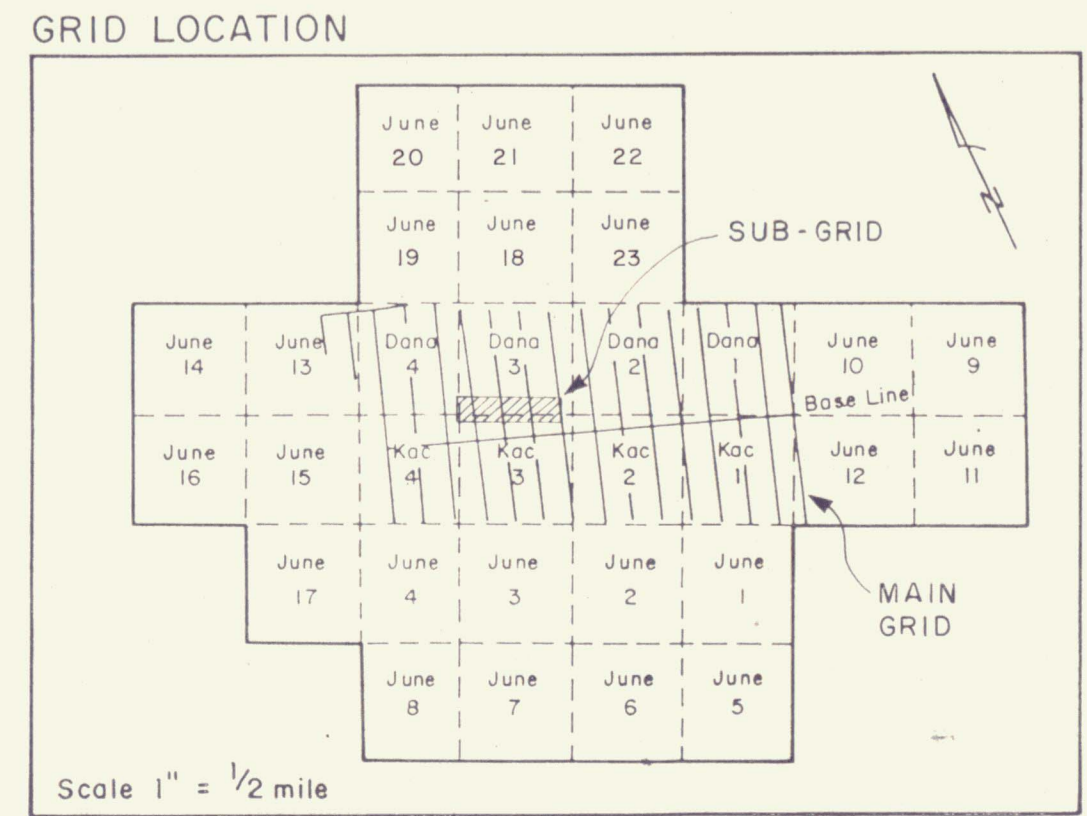 GRID LOCATION
June June June
20 21 22
June June June
19 18 23
SUB-GRID
N
June June Dana Dana Dana Dana June June
14 13 4 3 2 1 10 9
Base Line
June June Kac Kac Kac Kac June June
16 15 4 3 2 1 12 11
June June June June June
17 4 3 2 1
MAIN
GRID
June June June June
8 7 6 5
Scale 1" = 1/2 mile